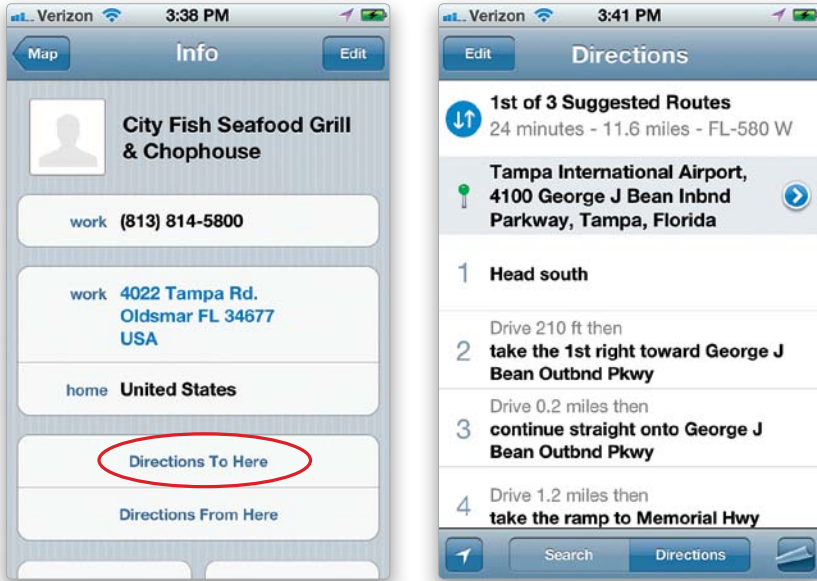 Verizon 3:38 PM
Map Info Edit
City Fish Seafood Grill
& Chophouse
work (813) 814-5800
work 4022 Tampa Rd.
Oldsmar FL 34677
USA
home United States
Directions To Here
Directions From Here
Verizon 3:41 PM
Edit Directions
1st of 3 Suggested Routes
24 minutes - 11.6 miles - FL-580 W
Tampa International Airport,
4100 George J Bean Inbnd
Parkway, Tampa, Florida
1 Head south
Drive 210 ft then
2 take the 1st right toward George J
Bean Outbnd Pkwy
Drive 0.2 miles then
3 continue straight onto George J
Bean Outbnd Pkwy
Drive 1.2 miles then
4 take the ramp to Memorial Hwy
Search Directions